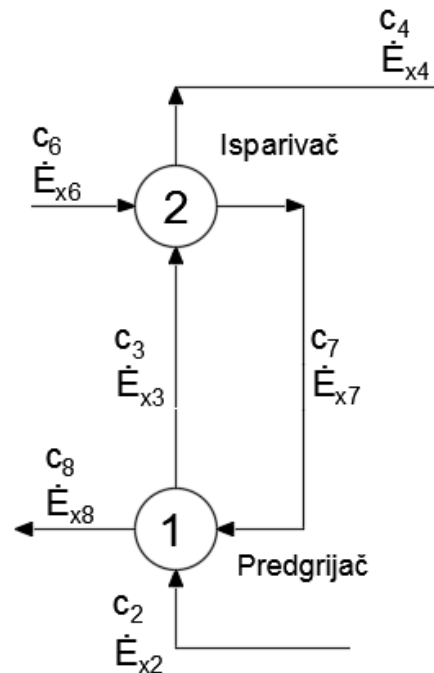 c4
Ėx4
c6
Ėx6
Isparivač
2
c3
Ėx3
c7
Ėx7
c8
Ėx8
1
Predgrijač
c2
Ėx2